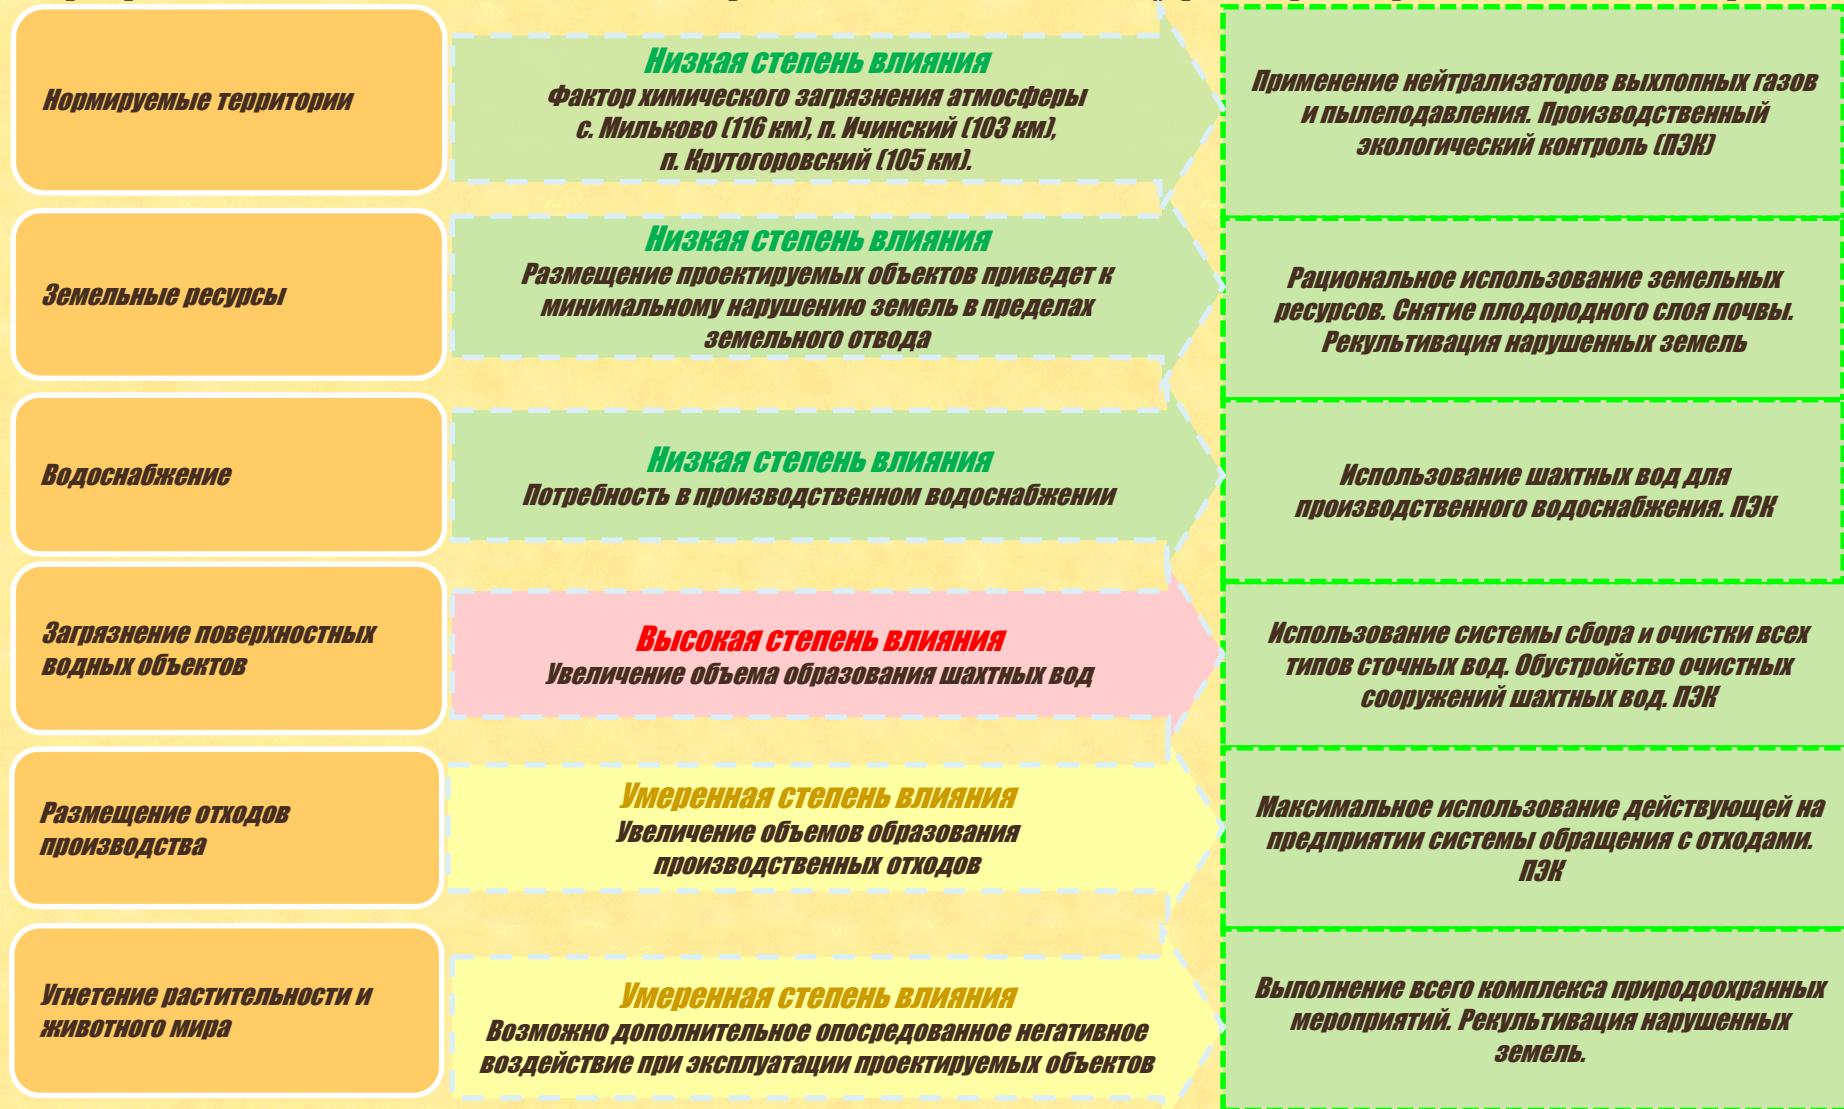 Нормируемые территории
Низкая степень влияния
Фактор химического загрязнения атмосферы
с. Мильково (116 км), п. Ичинский (103 км),
п. Крутогоровский (105 км).
Применение нейтрализаторов выхлопных газов
и пылеподавления. Производственный
экологический контроль (ПЭК)
Земельные ресурсы
Низкая степень влияния
Размещение проектируемых объектов приведет к
минимальному нарушению земель в пределах
земельного отвода
Рациональное использование земельных
ресурсов. Снятие плодородного слоя почвы.
Рекультивация нарушенных земель
Водоснабжение
Низкая степень влияния
Потребность в производственном водоснабжении
Использование шахтных вод для
производственного водоснабжения. ПЭК
Загрязнение поверхностных
водных объектов
Высокая степень влияния
Увеличение объема образования шахтных вод
Использование системы сбора и очистки всех
типов сточных вод. Обустройство очистных
сооружений шахтных вод. ПЭК
Размещение отходов
производства
Умеренная степень влияния
Увеличение объемов образования
производственных отходов
Максимальное использование действующей на
предприятии системы обращения с отходами.
ПЭК
Угнетение растительности и
животного мира
Умеренная степень влияния
Возможно дополнительное опосредованное негативное
воздействие при эксплуатации проектируемых объектов
Выполнение всего комплекса природоохранных
мероприятий. Рекультивация нарушенных
земель.